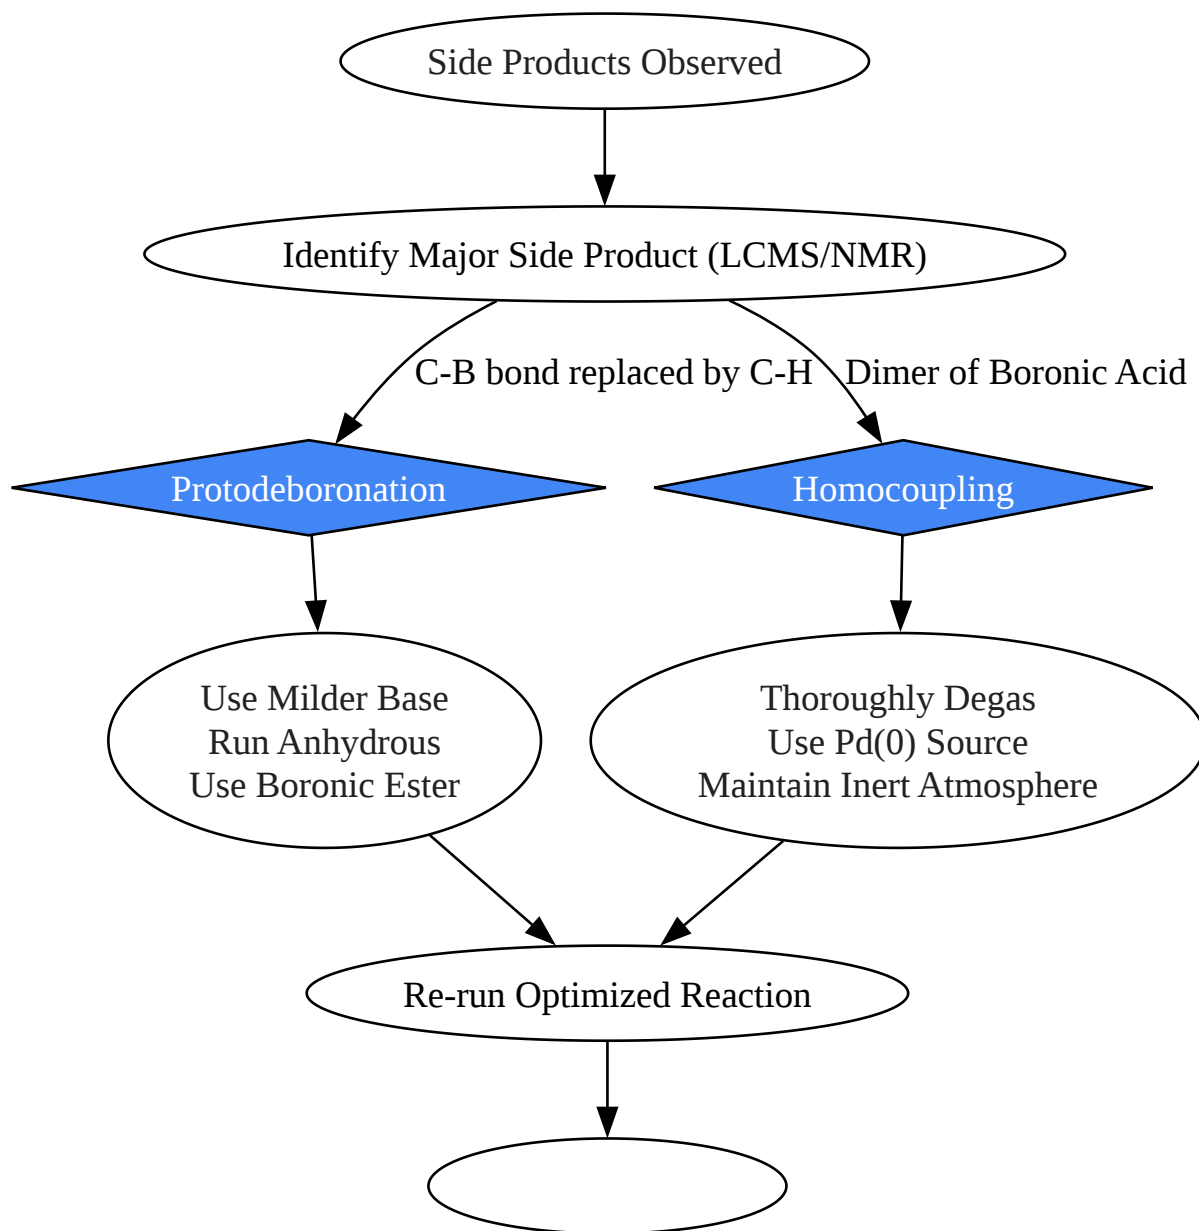 Side Products Observed
Identify Major Side Product (LCMS/NMR)
C-B bond replaced by C-H
Dimer of Boronic Acid
Protodeboronation
Homocoupling
Use Milder Base
Run Anhydrous
Use Boronic Ester
Thoroughly Degas
Use Pd(0) Source
Maintain Inert Atmosphere
Re-run Optimized Reaction